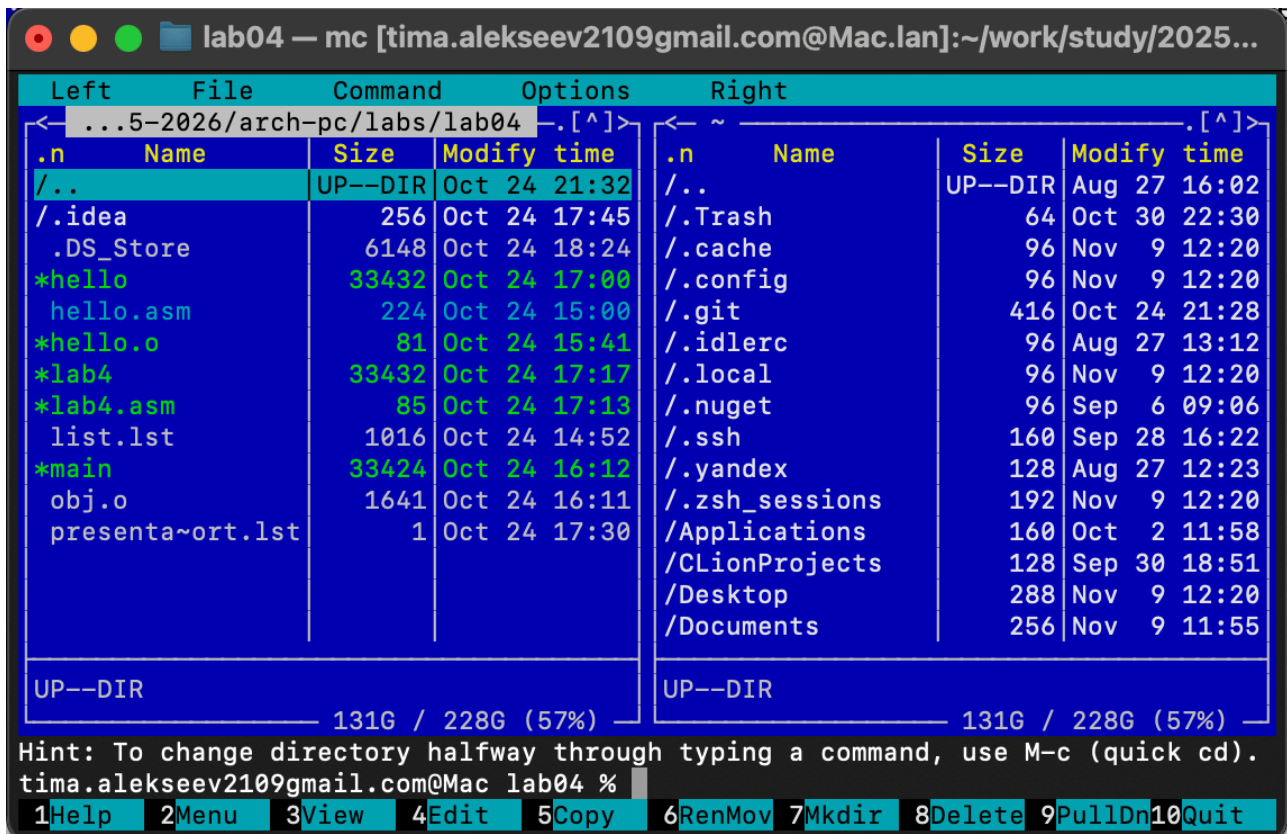 lab04 — mc [tima.alekseev2109gmail.com@Mac.lan]:~/work/study/2025...
Left File Command Options Right
<— ...5-2026/arch-pc/labs/lab04 —.[^]> <— ~ —.[^]>
.n Name Size Modify time .n Name Size Modify time
/.. UP--DIR Oct 24 21:32 /.. UP--DIR Aug 27 16:02
/.idea 256 Oct 24 17:45 /.Trash 64 Oct 30 22:30
.DS_Store 6148 Oct 24 18:24 /.cache 96 Nov 9 12:20
*hello 33432 Oct 24 17:00 /.config 96 Nov 9 12:20
hello.asm 224 Oct 24 15:00 /.git 416 Oct 24 21:28
*hello.o 81 Oct 24 15:41 /.idlerc 96 Aug 27 13:12
*lab4 33432 Oct 24 17:17 /.local 96 Nov 9 12:20
*lab4.asm 85 Oct 24 17:13 /.nuget 96 Sep 6 09:06
list.lst 1016 Oct 24 14:52 /.ssh 160 Sep 28 16:22
*main 33424 Oct 24 16:12 /.yandex 128 Aug 27 12:23
obj.o 1641 Oct 24 16:11 /.zsh_sessions 192 Nov 9 12:20
presenta~ort.lst 1 Oct 24 17:30 /Applications 160 Oct 2 11:58
/CLionProjects 128 Sep 30 18:51
/Desktop 288 Nov 9 12:20
/Documents 256 Nov 9 11:55
UP--DIR UP--DIR
131G / 228G (57%) 131G / 228G (57%)
Hint: To change directory halfway through typing a command, use M-c (quick cd).
tima.alekseev2109gmail.com@Mac lab04 %
1Help 2Menu 3View 4Edit 5Copy 6RenMov 7Mkdir 8Delete 9PullDn 10Quit